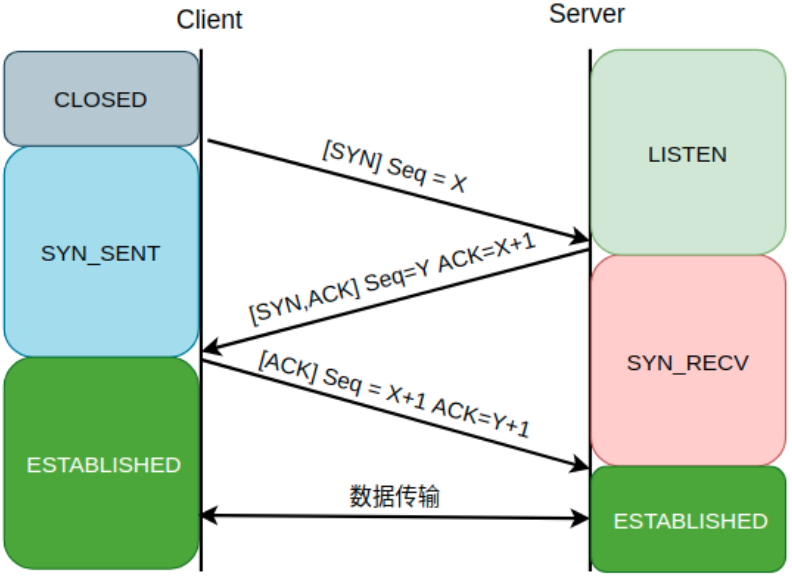 Client
Server
CLOSED
LISTEN
[SYN] Seq = X
SYN_SENT
[SYN,ACK] Seq=Y ACK=X+1
SYN_RECV
[ACK] Seq = X+1 ACK=Y+1
ESTABLISHED
数据传输
ESTABLISHED